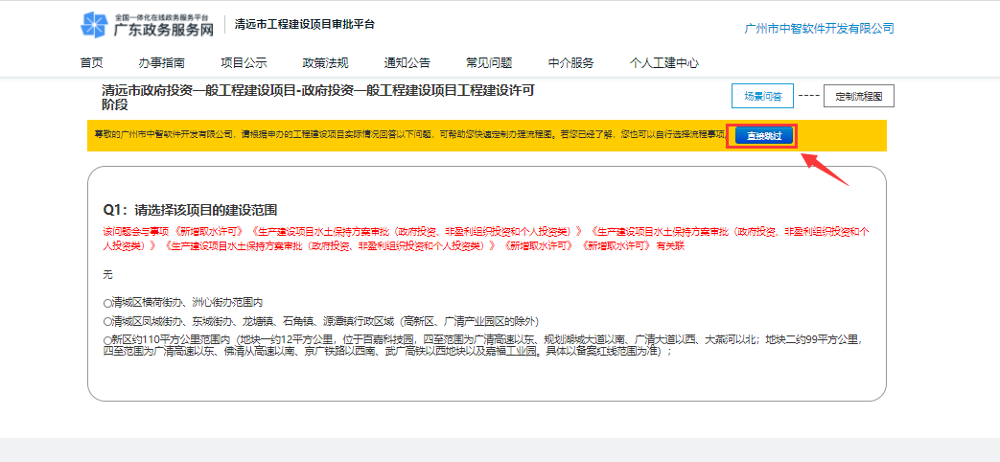 全国一体化在线政务服务平台
广东政务服务网
清远市工程建设项目审批平台
广州市中智软件开发有限公司
首页 办事指南 项目公示 政策法规 通知公告 常见问题 中介服务 个人工建中心
清远市政府投资一般工程建设项目-政府投资一般工程建设项目工程建设许可
阶段
场景问答 ---- 定制流程图
尊敬的广州市中智软件开发有限公司，请根据申办的工程建设项目实际情况回答以下问题，可帮助您快速定制办理流程图。若您已经了解，您也可以自行选择流程事项。 直接跳过
Q1：请选择该项目的建设范围
该问题会与事项 《新增取水许可》 《生产建设项目水土保持方案审批（政府投资、非盈利组织投资和个人投资类）》 《生产建设项目水土保持方案审批（政府投资、非盈利组织投资和个
人投资类）》 《生产建设项目水土保持方案审批（政府投资、非盈利组织投资和个人投资类）》 《新增取水许可》 《新增取水许可》 有关联
无
清城区横荷街办、洲心街办范围内
清城区凤城街办、东城街办、龙塘镇、石角镇、源潭镇行政区域（高新区、广清产业园区的除外）
新区约110平方公里范围内（地块一约12平方公里，位于百嘉科技园，四至范围为广清高速以东、规划湖城大道以南、广清大道以西、大燕河以北；地块二约99平方公里，
四至范围为广清高速以东、佛清从高速以南、京广铁路以西南、武广高铁以西地块以及嘉福工业园。具体以备案红线范围为准）；